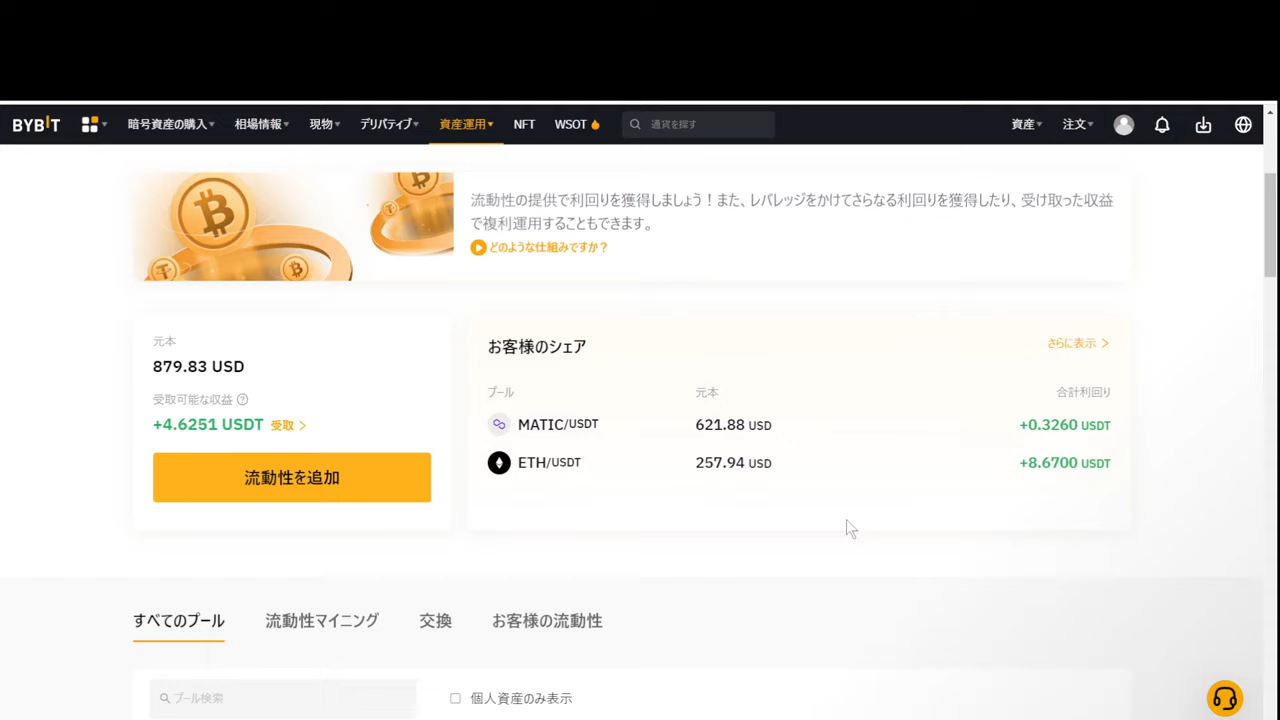 BYBIT 暗号資産の購入 相場情報 現物 デリバティブ 資産運用 NFT WSOT 通貨を探す 資産 注文
流動性の提供で利回りを獲得しましょう！また、レバレッジをかけてさらなる利回りを獲得したり、受け取った収益
で複利運用することもできます。
どのような仕組みですか？
元本
879.83 USD
受取可能な収益
+4.6251 USDT 受取
流動性を追加
お客様のシェア さらに表示
プール 元本 合計利回り
MATIC/USDT 621.88 USD +0.3260 USDT
ETH/USDT 257.94 USD +8.6700 USDT
すべてのプール 流動性マイニング 交換 お客様の流動性
プール検索 個人資産のみ表示